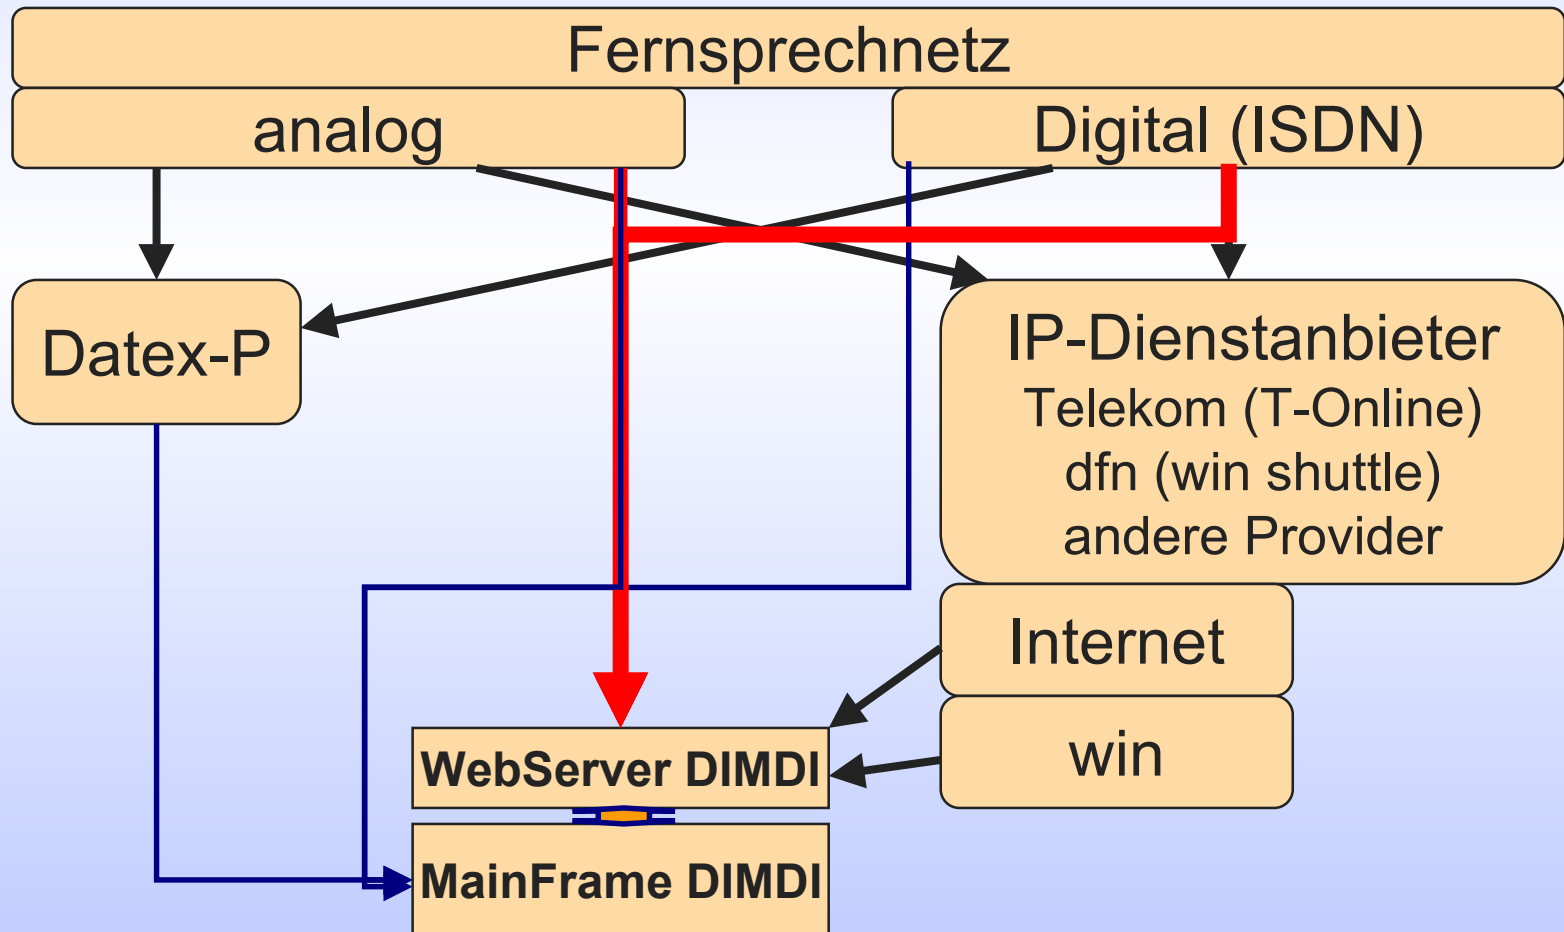 Fernsprechnetz
analog
Digital (ISDN)
Datex-P
IP-Dienstanbieter
Telekom (T-Online)
dfn (win shuttle)
andere Provider
Internet
win
WebServer DIMDI
MainFrame DIMDI